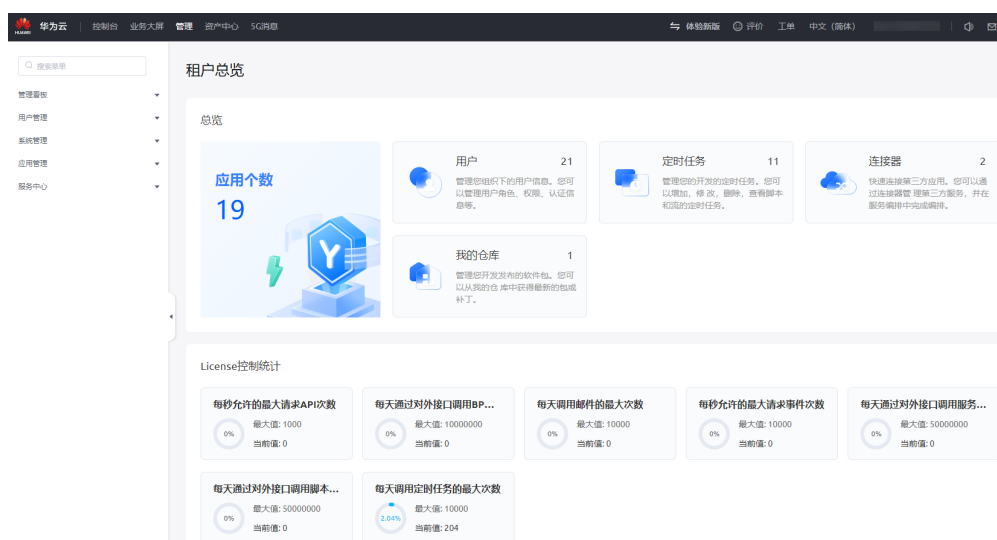 HUAWEI 华为云 控制台 业务大屏 管理 资产中心 5G消息 体验新版 评价 工单 中文（简体）
搜索菜单
管理看板
用户管理
系统管理
应用管理
服务中心
租户总览
总览
应用个数
19
用户 21
管理您组织下的用户信息。您可
以管理用户角色、权限、认证信
息等。
定时任务 11
管理您的开发的定时任务。您可
以增加，修 改，删除，查看脚本
和流的定时任务。
连接器 2
快速连接第三方应用。您可以通
过连接器管 理第三方服务，并在
服务编排中完成编排。
我的仓库 1
管理您开发发布的软件包。您可
以从我的仓 库中获得最新的包或
补丁。
License控制统计
每秒允许的最大请求API次数
0%
最大值: 1000
当前值: 0
每天通过对外接口调用BP...
0%
最大值: 10000000
当前值: 0
每天调用邮件的最大次数
0%
最大值: 10000
当前值: 0
每秒允许的最大请求事件次数
0%
最大值: 10000
当前值: 0
每天通过对外接口调用服务...
0%
最大值: 50000000
当前值: 0
每天通过对外接口调用脚本...
0%
最大值: 50000000
当前值: 0
每天调用定时任务的最大次数
2.04%
最大值: 10000
当前值: 204